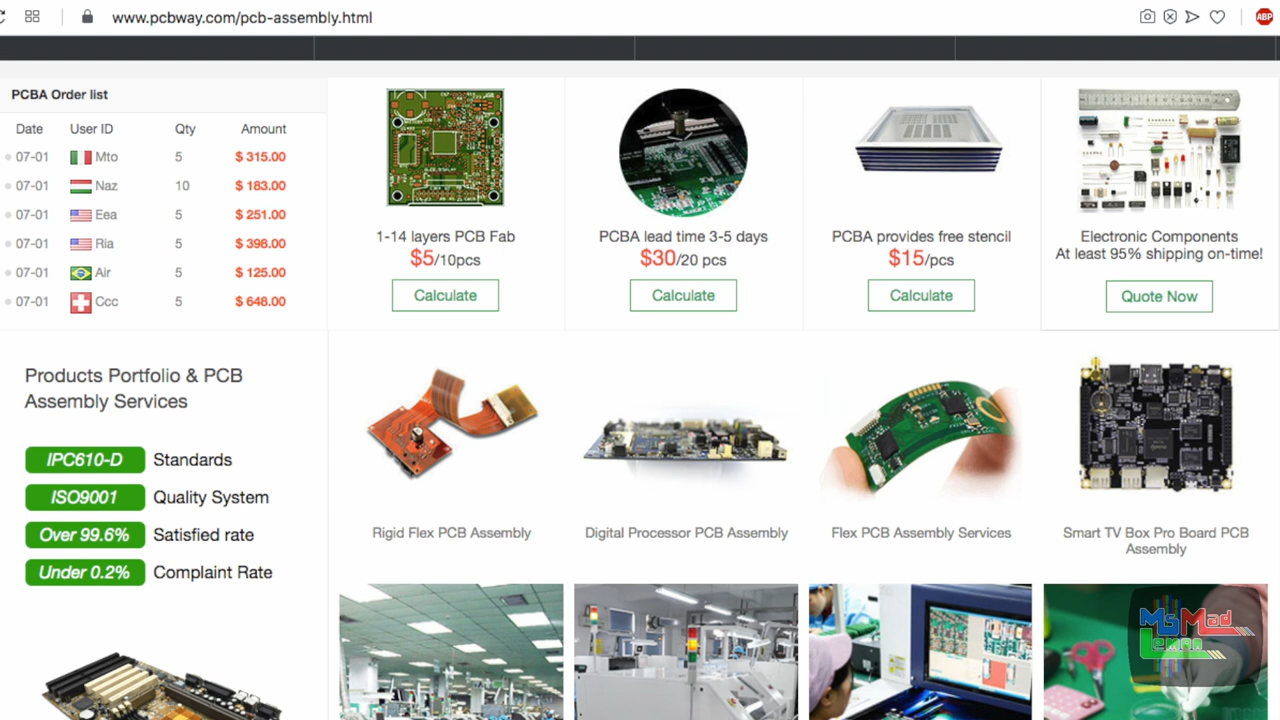 www.pcbway.com/pcb-assembly.html
ABP
PCBA Order list
Date User ID Qty Amount
07-01 Mto 5 $ 315.00
07-01 Naz 10 $ 183.00
07-01 Eea 5 $ 251.00
07-01 Ria 5 $ 398.00
07-01 Air 5 $ 125.00
07-01 Ccc 5 $ 648.00
1-14 layers PCB Fab
$5/10pcs
Calculate
PCBA lead time 3-5 days
$30/20 pcs
Calculate
PCBA provides free stencil
$15/pcs
Calculate
Electronic Components
At least 95% shipping on-time!
Quote Now
Products Portfolio & PCB
Assembly Services
IPC610-D Standards
ISO9001 Quality System
Over 99.6% Satisfied rate
Under 0.2% Complaint Rate
Rigid Flex PCB Assembly
Digital Processor PCB Assembly
Flex PCB Assembly Services
Smart TV Box Pro Board PCB
Assembly
MsMad
Lemon